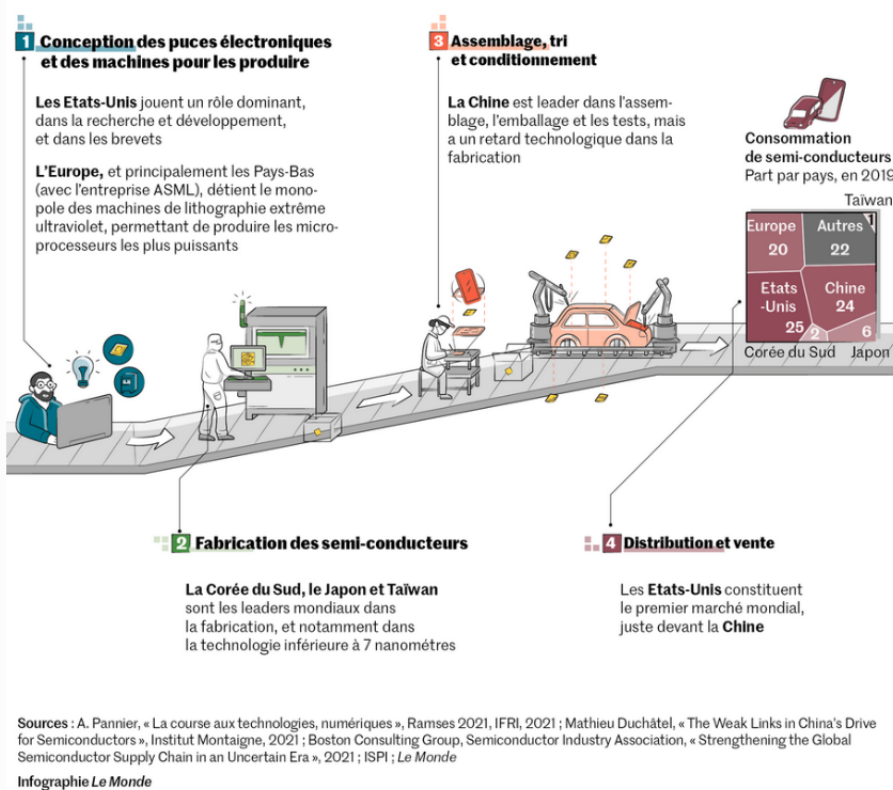 1 Conception des puces électroniques
et des machines pour les produire
Les Etats-Unis jouent un rôle dominant,
dans la recherche et développement,
et dans les brevets
L'Europe, et principalement les Pays-Bas
(avec l'entreprise ASML), détient le mono-
pole des machines de lithographie extrême
ultraviolet, permettant de produire les micro-
processeurs les plus puissants
3 Assemblage, tri
et conditionnement
La Chine est leader dans l'assem-
blage, l'emballage et les tests, mais
a un retard technologique dans la
fabrication
Consommation
de semi-conducteurs
Part par pays, en 2019
Taïwan
1
Europe
20
Autres
22
Etats
-Unis
25
Chine
24
2
6
Corée du Sud
Japon
2 Fabrication des semi-conducteurs
La Corée du Sud, le Japon et Taïwan
sont les leaders mondiaux dans
la fabrication, et notamment dans
la technologie inférieure à 7 nanométres
4 Distribution et vente
Les Etats-Unis constituent
le premier marché mondial,
juste devant la Chine
Sources : A. Pannier, « La course aux technologies, numériques », Ramses 2021, IFRI, 2021 ; Mathieu Duchâtel, « The Weak Links in China's Drive
for Semiconductors », Institut Montaigne, 2021 ; Boston Consulting Group, Semiconductor Industry Association, « Strengthening the Global
Semiconductor Supply Chain in an Uncertain Era », 2021 ; ISPI ; Le Monde
Infographie Le Monde